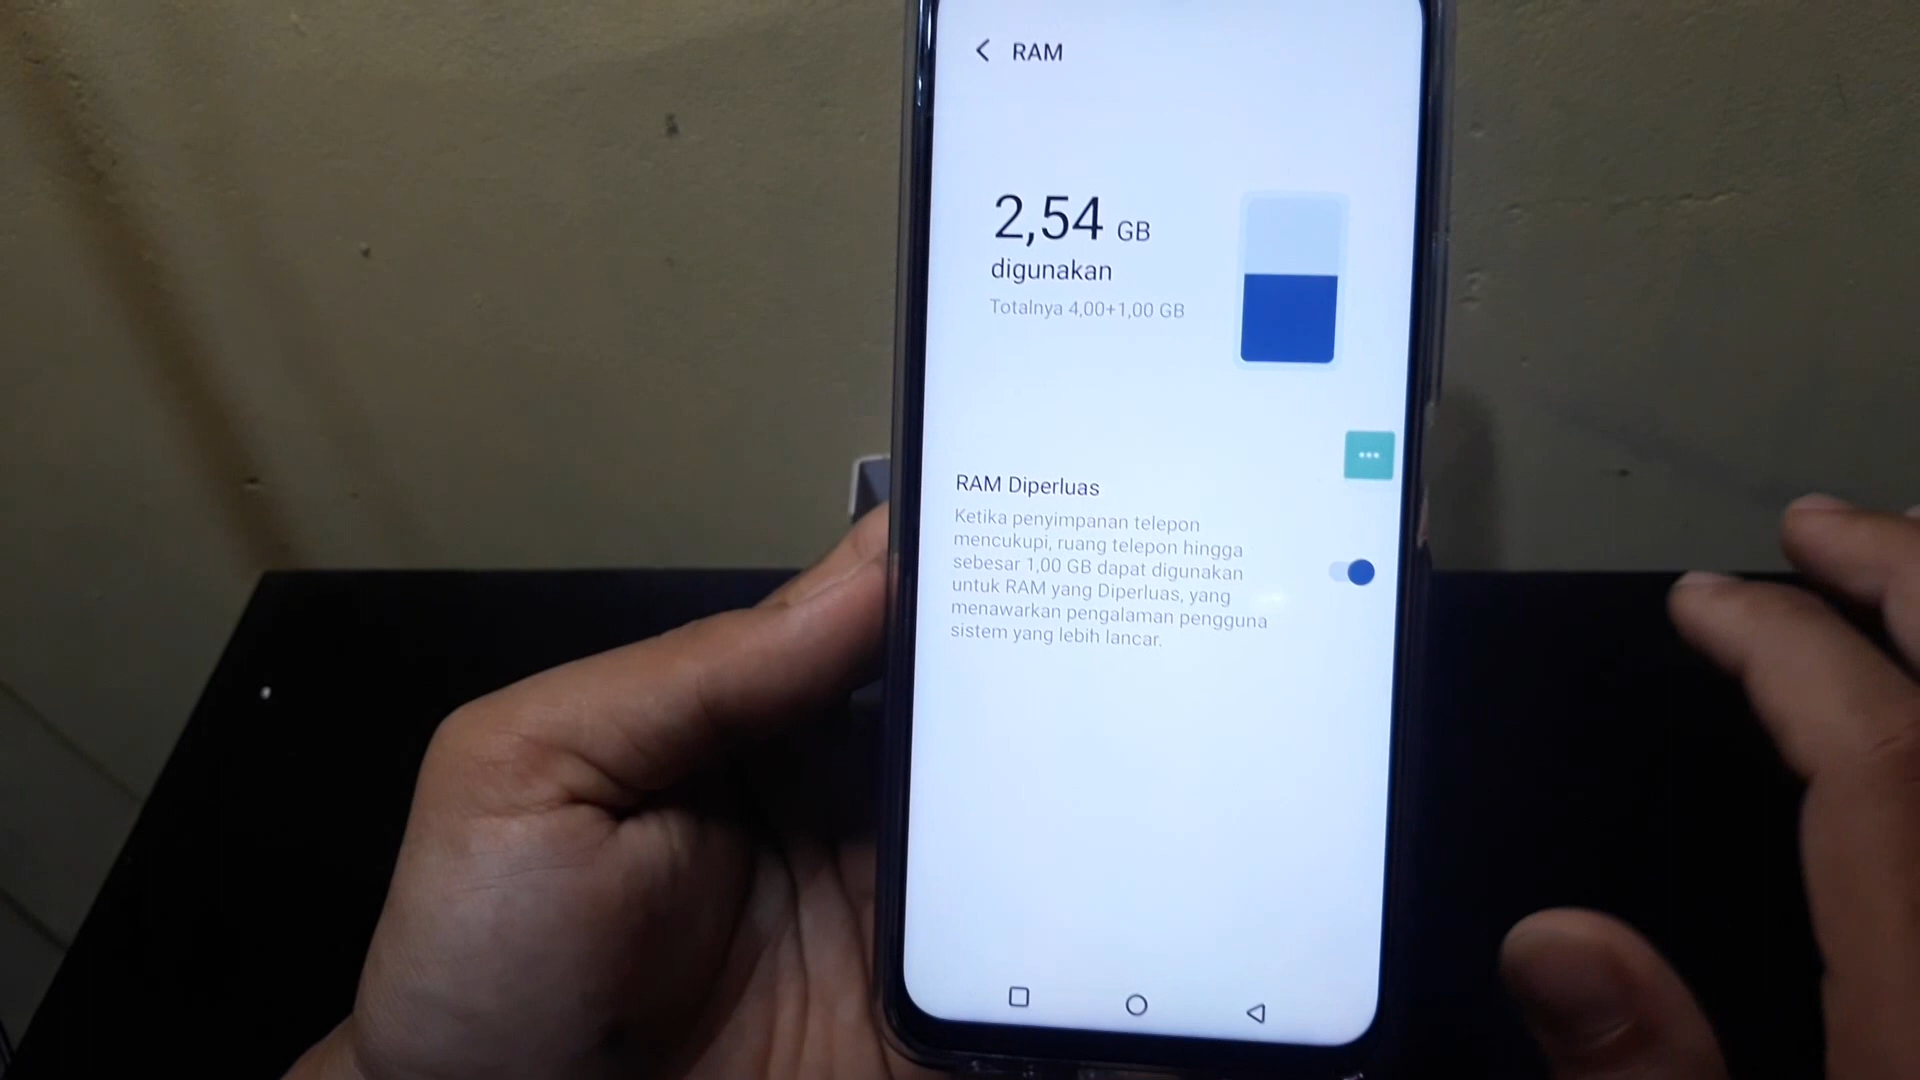 RAM
2,54 GB
digunakan
Totalnya 4,00+1,00 GB
RAM Diperluas
Ketika penyimpanan telepon
mencukupi, ruang telepon hingga
sebesar 1,00 GB dapat digunakan
untuk RAM yang Diperluas, yang
menawarkan pengalaman pengguna
sistem yang lebih lancar.